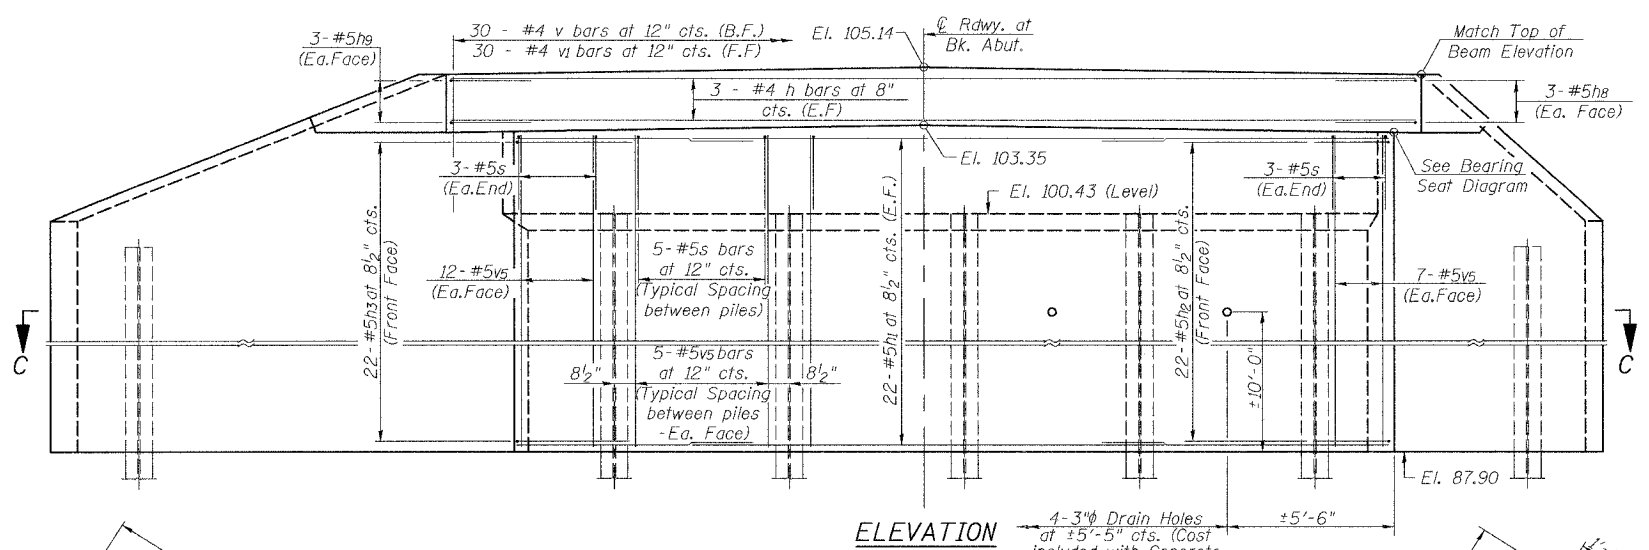 30 - #4 v bars at 12" cts. (B.F.)
30 - #4 v1 bars at 12" cts. (F.F)
3-#5h9
(Ea.Face)
El. 105.14
℄ Rdwy. at
Bk. Abut.
Match Top of
Beam Elevation
3 - #4 h bars at 8"
cts. (E.F)
3-#5h8
(Ea. Face)
El. 103.35
3-#5s
(Ea.End)
3-#5s
(Ea.End)
See Bearing
Seat Diagram
El. 100.43 (Level)
22-#5h3 at 8½" cts.
(Front Face)
12-#5v5
(Ea.Face)
5-#5s bars
at 12" cts.
(Typical Spacing
between piles)
22-#5h1 at 8½" cts. (E.F.)
22-#5h2 at 8½" cts.
(Front Face)
7-#5v5
(Ea.Face)
C
C
8½"
5-#5v5 bars
at 12" cts.
(Typical Spacing
between piles
-Ea. Face)
8½"
±10'-0"
El. 87.90
ELEVATION
4-3"ϕ Drain Holes
at ±5'-5" cts. (Cost
included with Concrete
±5'-6"